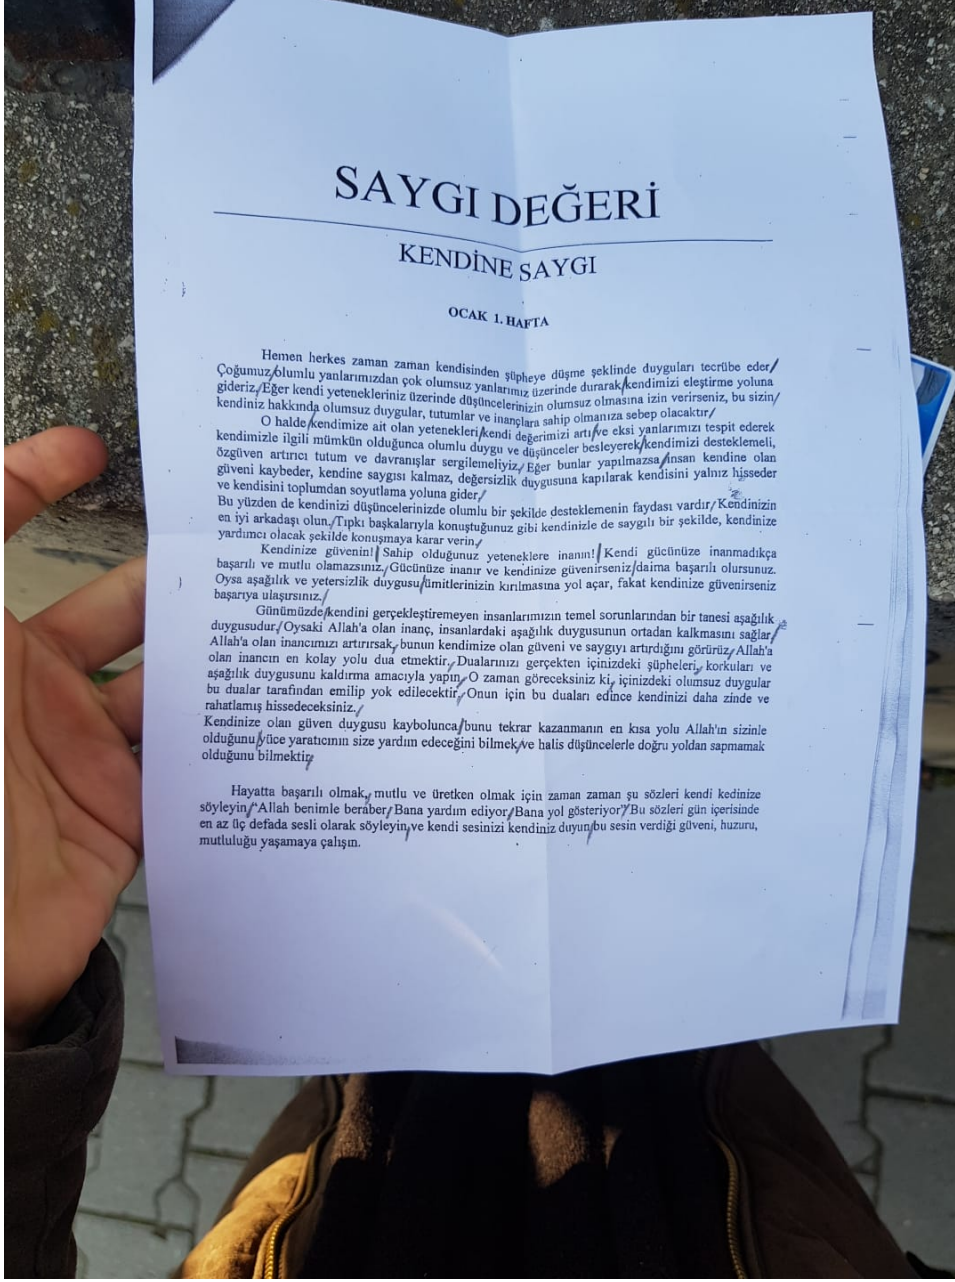 SAYGI DEĞERİ
KENDİNE SAYGI
OCAK 1. HAFTA
Hemen herkes zaman zaman kendisinden şüpheye düşme şeklinde duyguları tecrübe eder/
Çoğumuz/olumlu yanlarımızdan çok olumsuz yanlarımız üzerinde durarak/kendimizi eleştirme yoluna
gideriz./Eğer kendi yetenekleriniz üzerinde düşüncelerinizin olumsuz olmasına izin verirseniz, bu sizin/
kendiniz hakkında olumsuz duygular, tutumlar ve inançlara sahip olmanıza sebep olacaktır/
O halde/kendimize ait olan yetenekleri/kendi değerimizi artı/ve eksi yanlarımızı tespit ederek
kendimizle ilgili mümkün olduğunca olumlu duygu ve düşünceler besleyerek/kendimizi desteklemeli,
özgüven artırıcı tutum ve davranışlar sergilemeliyiz/ Eğer bunlar yapılmazsa/insan kendine olan
güveni kaybeder, kendine saygısı kalmaz, değersizlik duygusuna kapılarak kendisini yalnız hisseder
ve kendisini toplumdan soyutlama yoluna gider/
Bu yüzden de kendinizi düşüncelerinizde olumlu bir şekilde desteklemenin faydası vardır/ Kendinizin
en iyi arkadaşı olun./Tıpkı başkalarıyla konuştuğunuz gibi kendinizle de saygılı bir şekilde, kendinize
yardımcı olacak şekilde konuşmaya karar verin/
Kendinize güvenin!/ Sahip olduğunuz yeteneklere inanın!/ Kendi gücünüze inanmadıkça
başarılı ve mutlu olamazsınız./Gücünüze inanır ve kendinize güvenirseniz/daima başarılı olursunuz.
Oysa aşağılık ve yetersizlik duygusu/ümitlerinizin kırılmasına yol açar, fakat kendinize güvenirseniz
başarıya ulaşırsınız./
Günümüzde/kendini gerçekleştiremeyen insanlarımızın temel sorunlarından bir tanesi aşağılık
duygusudur./Oysaki Allah'a olan inanç, insanlardaki aşağılık duygusunun ortadan kalkmasını sağlar/
Allah'a olan inancımızı artırırsak, bunun kendimize olan güveni ve saygıyı artırdığını görürüz/ Allah'a
olan inancın en kolay yolu dua etmektir/ Dualarınızı gerçekten içinizdeki şüpheleri, korkuları ve
aşağılık duygusunu kaldırma amacıyla yapın/ O zaman göreceksiniz ki, içinizdeki olumsuz duygular
bu dualar tarafından emilip yok edilecektir/ Onun için bu duaları edince kendinizi daha zinde ve
rahatlamış hissedeceksiniz./
Kendinize olan güven duygusu kaybolunca/bunu tekrar kazanmanın en kısa yolu Allah'ın sizinle
olduğunu/yüce yaratıcının size yardım edeceğini bilmek/ve halis düşüncelerle doğru yoldan sapmamak
olduğunu bilmektir/
Hayatta başarılı olmak, mutlu ve üretken olmak için zaman zaman şu sözleri kendi kedinize
söyleyin/"Allah benimle beraber/Bana yardım ediyor/Bana yol gösteriyor"/Bu sözleri gün içerisinde
en az üç defada sesli olarak söyleyin/ve kendi sesinizi kendiniz duyun/bu sesin verdiği güveni, huzuru,
mutluluğu yaşamaya çalışın.